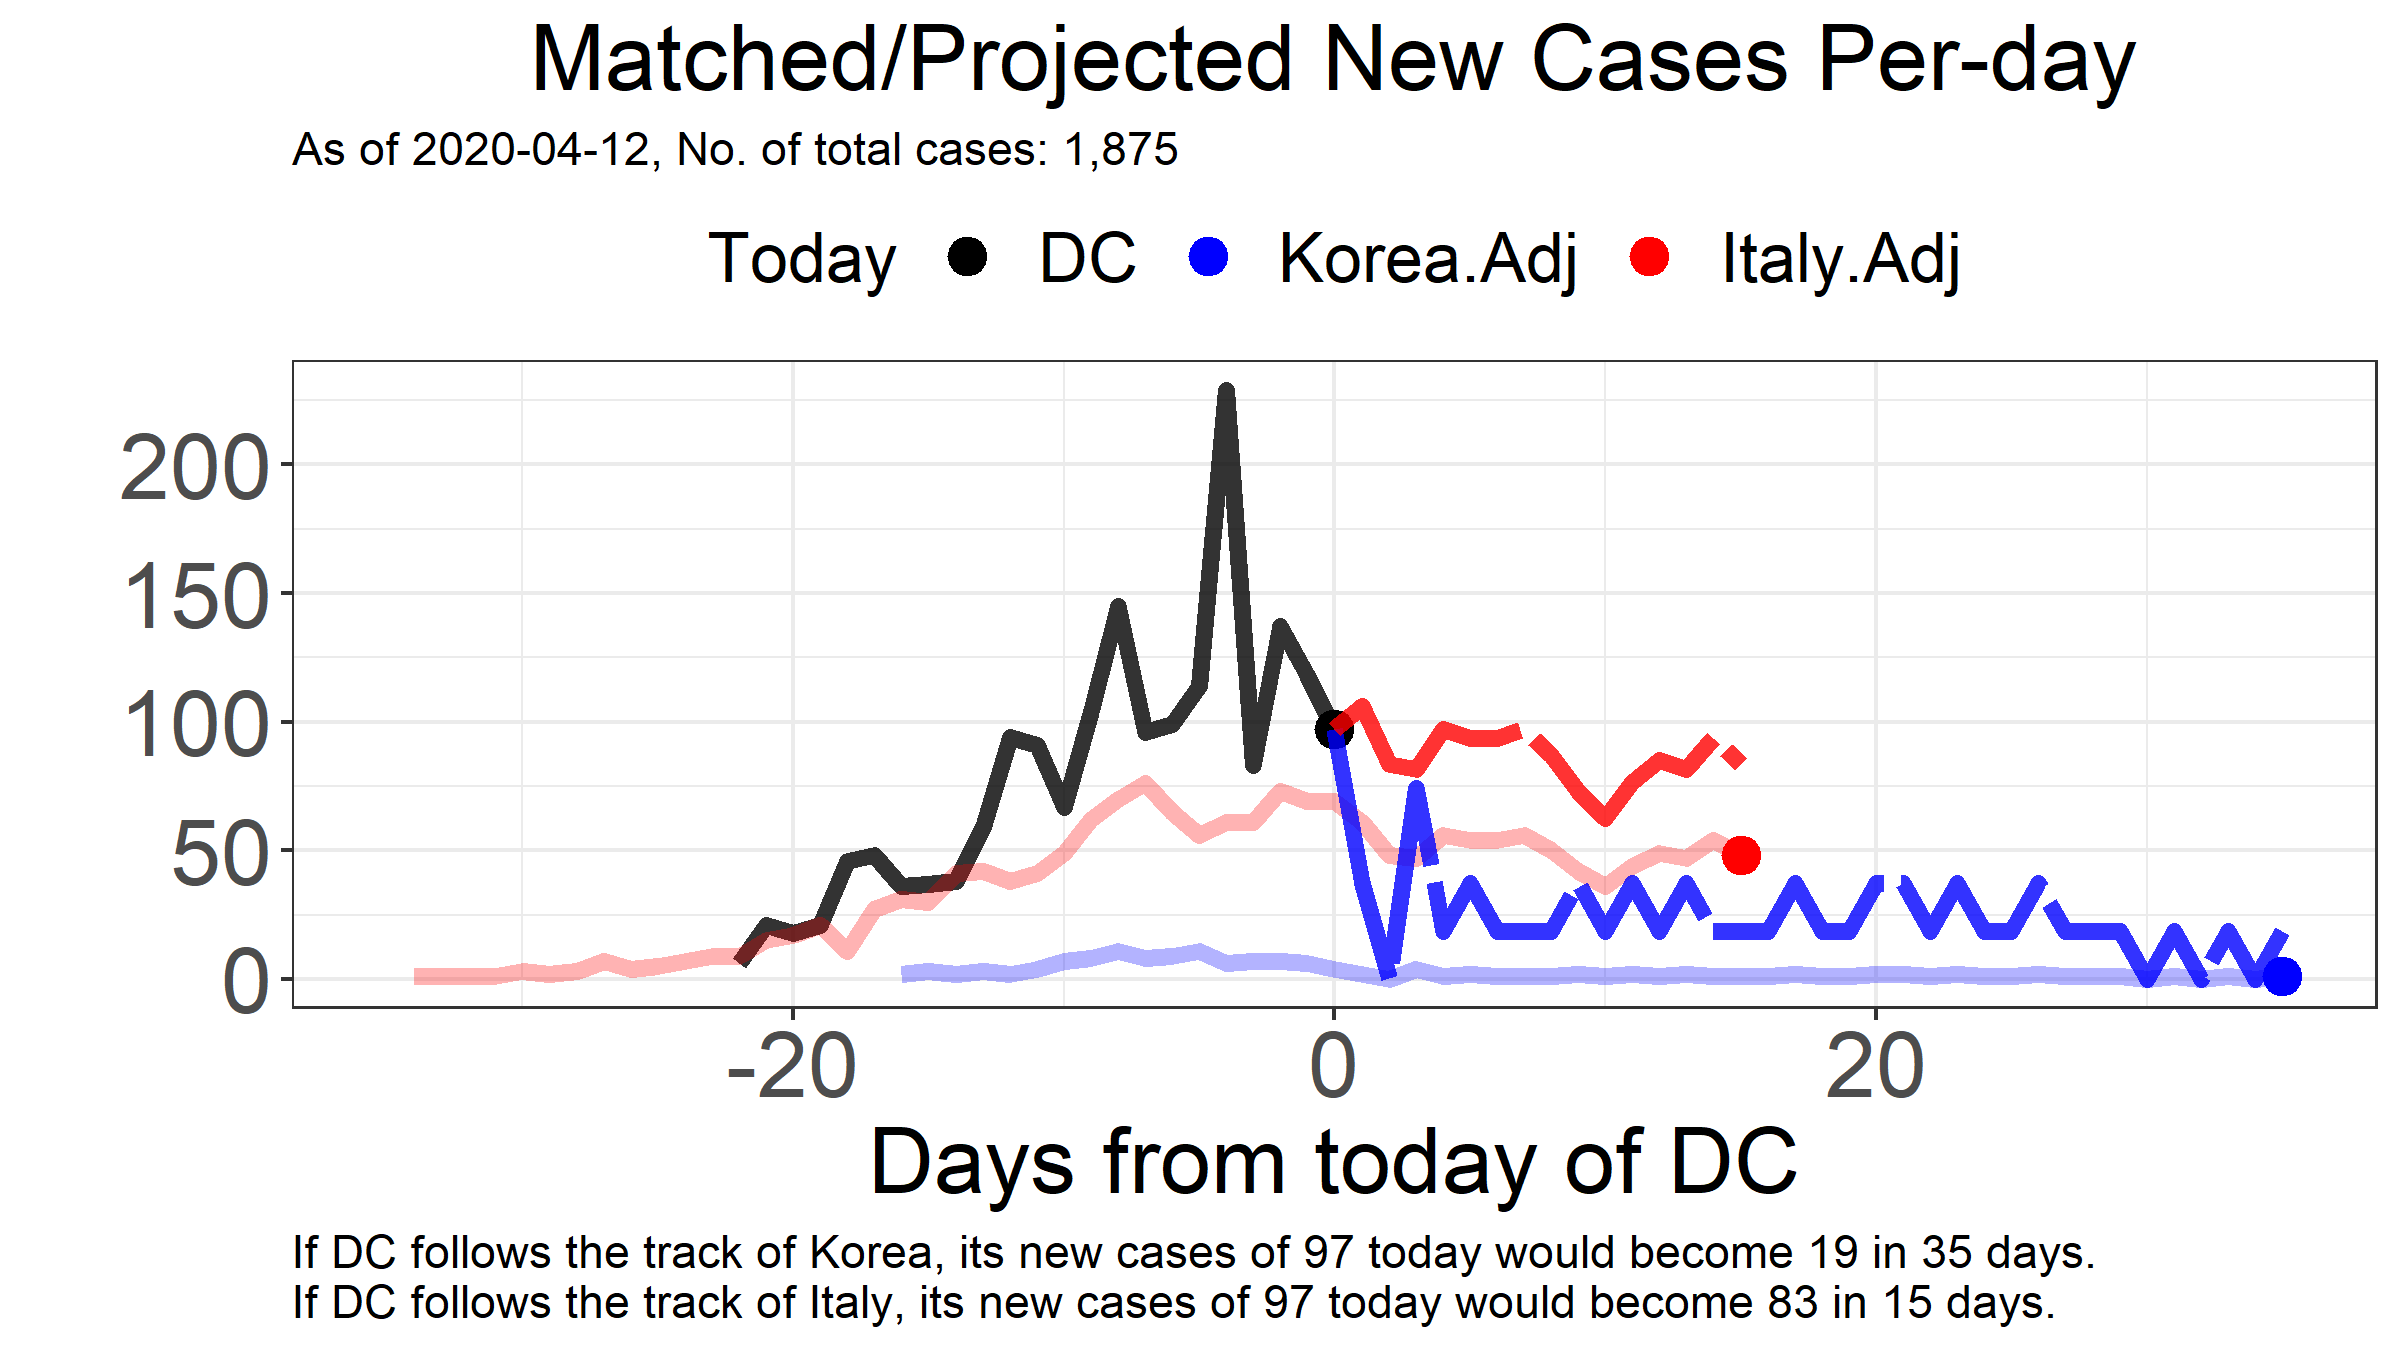 Matched/Projected New Cases Per-day
As of 2020-04-12, No. of total cases: 1,875
Today DC Korea.Adj Italy.Adj
200
150
100
50
0
-20 0 20
Days from today of DC
If DC follows the track of Korea, its new cases of 97 today would become 19 in 35 days.
If DC follows the track of Italy, its new cases of 97 today would become 83 in 15 days.